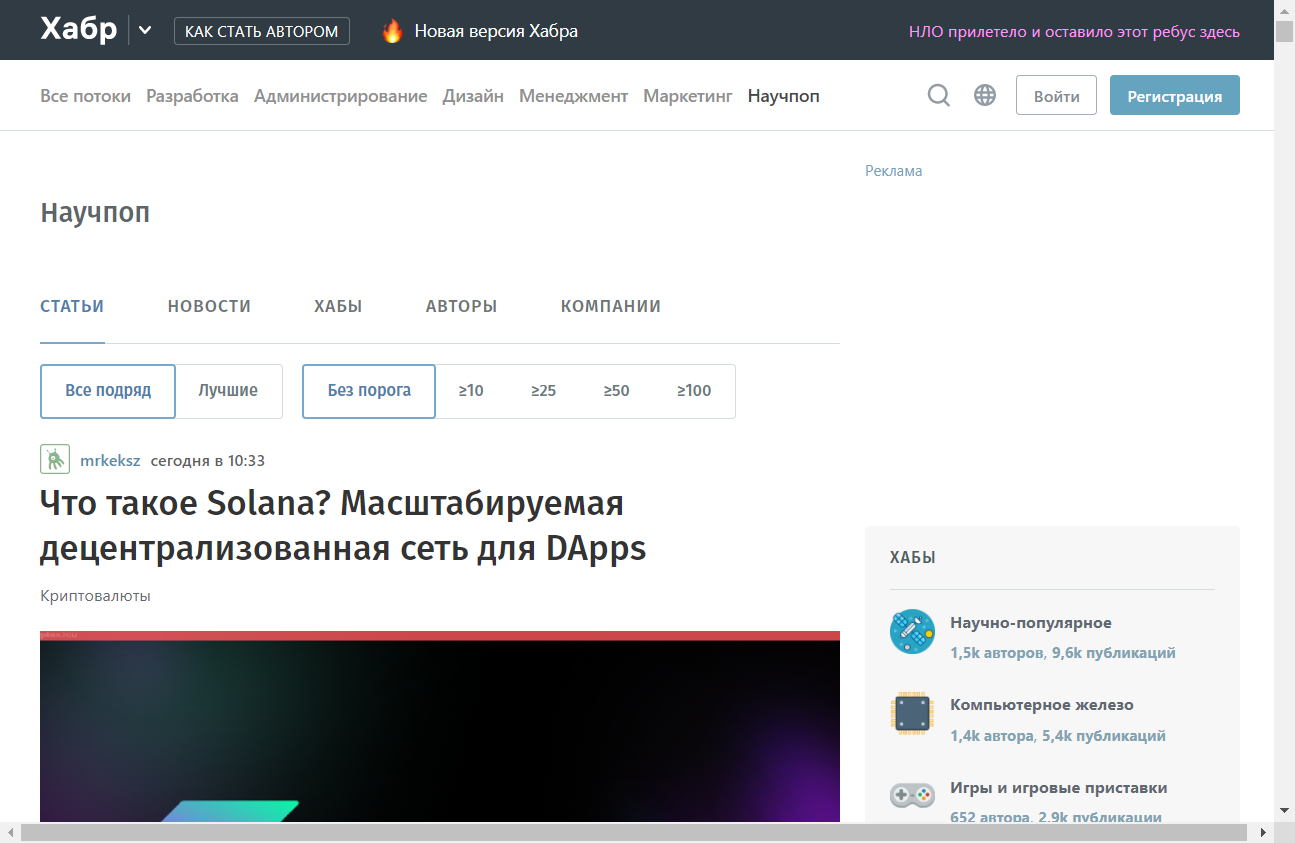 Хабр
КАК СТАТЬ АВТОРОМ
Новая версия Хабра
НЛО прилетело и оставило этот ребус здесь
Все потоки Разработка Администрирование Дизайн Менеджмент Маркетинг Научпоп
Войти
Регистрация
Реклама
Научпоп
СТАТЬИ НОВОСТИ ХАБЫ АВТОРЫ КОМПАНИИ
Все подряд Лучшие Без порога ≥10 ≥25 ≥50 ≥100
mrkeksz сегодня в 10:33
Что такое Solana? Масштабируемая
децентрализованная сеть для DApps
Криптовалюты
ХАБЫ
Научно-популярное
1,5k авторов, 9,6k публикаций
Компьютерное железо
1,4k автора, 5,4k публикаций
Игры и игровые приставки
652 автора, 2,9k публикации